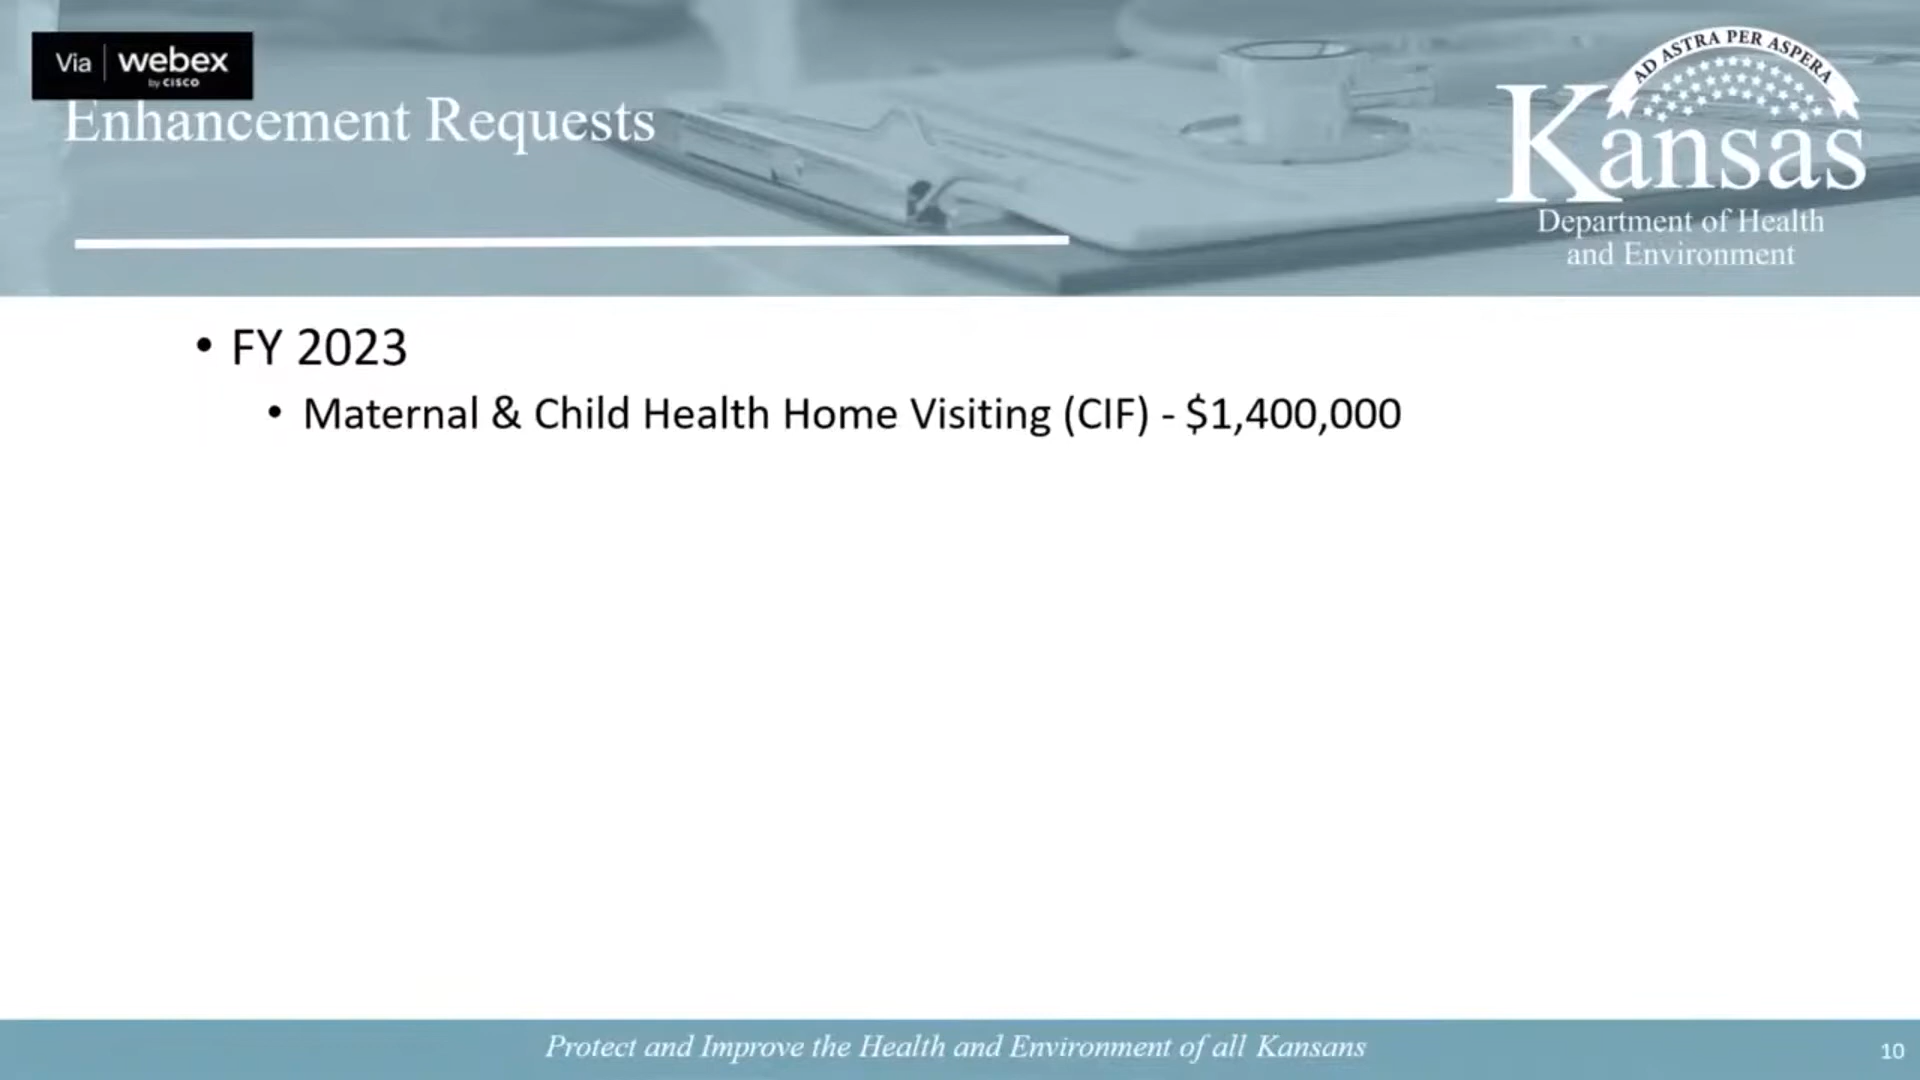 Via webex
by CISCO
Enhancement Requests
AD ASTRA PER ASPERA
Kansas
Department of Health
and Environment
• FY 2023
• Maternal & Child Health Home Visiting (CIF) - $1,400,000
Protect and Improve the Health and Environment of all Kansans
10